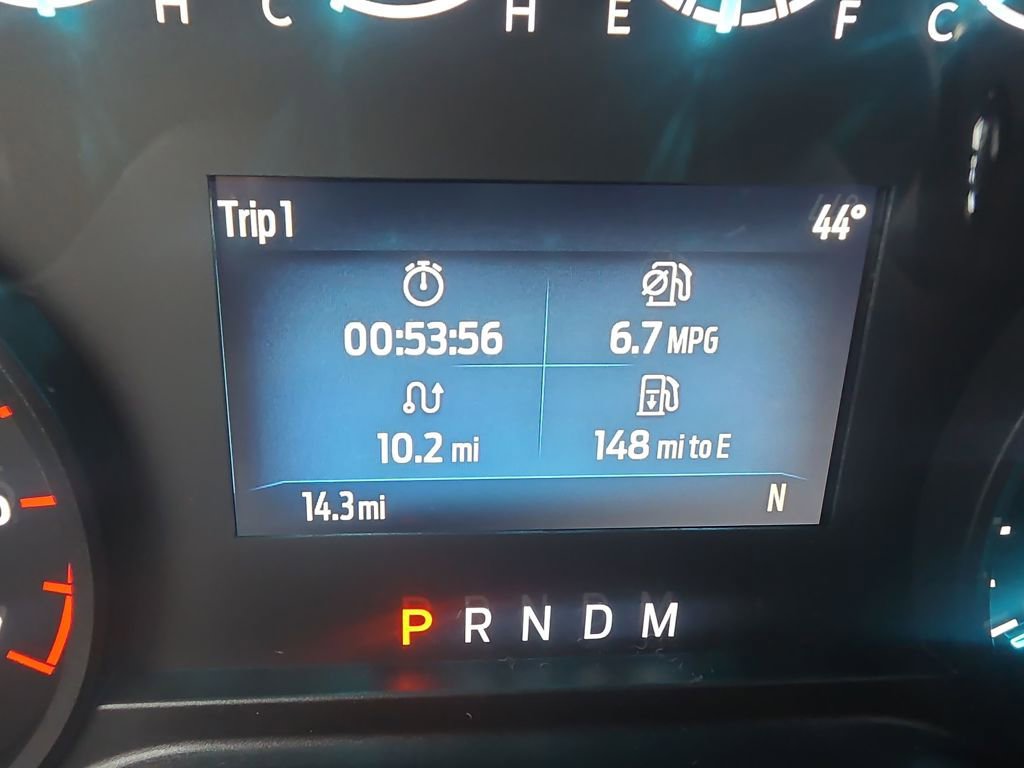 H C H E F C
Trip 1 44°
00:53:56 6.7 MPG
10.2 mi 148 mi to E
14.3 mi N
P R N D M